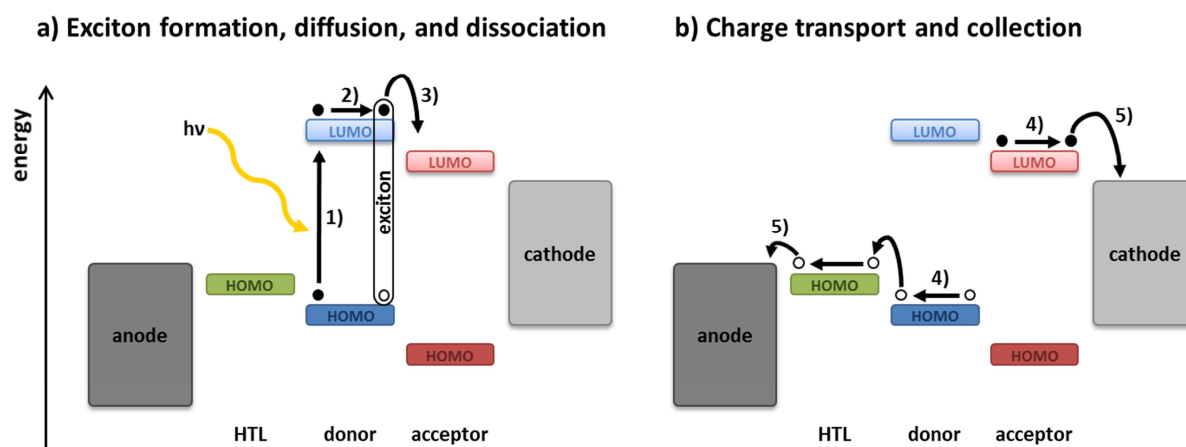 a) Exciton formation, diffusion, and dissociation
energy
hν
1)
2)
3)
LUMO
LUMO
exciton
HOMO
HOMO
HOMO
anode
cathode
HTL donor acceptor
b) Charge transport and collection
LUMO
4)
5)
LUMO
5)
4)
HOMO
HOMO
HOMO
anode
cathode
HTL donor acceptor